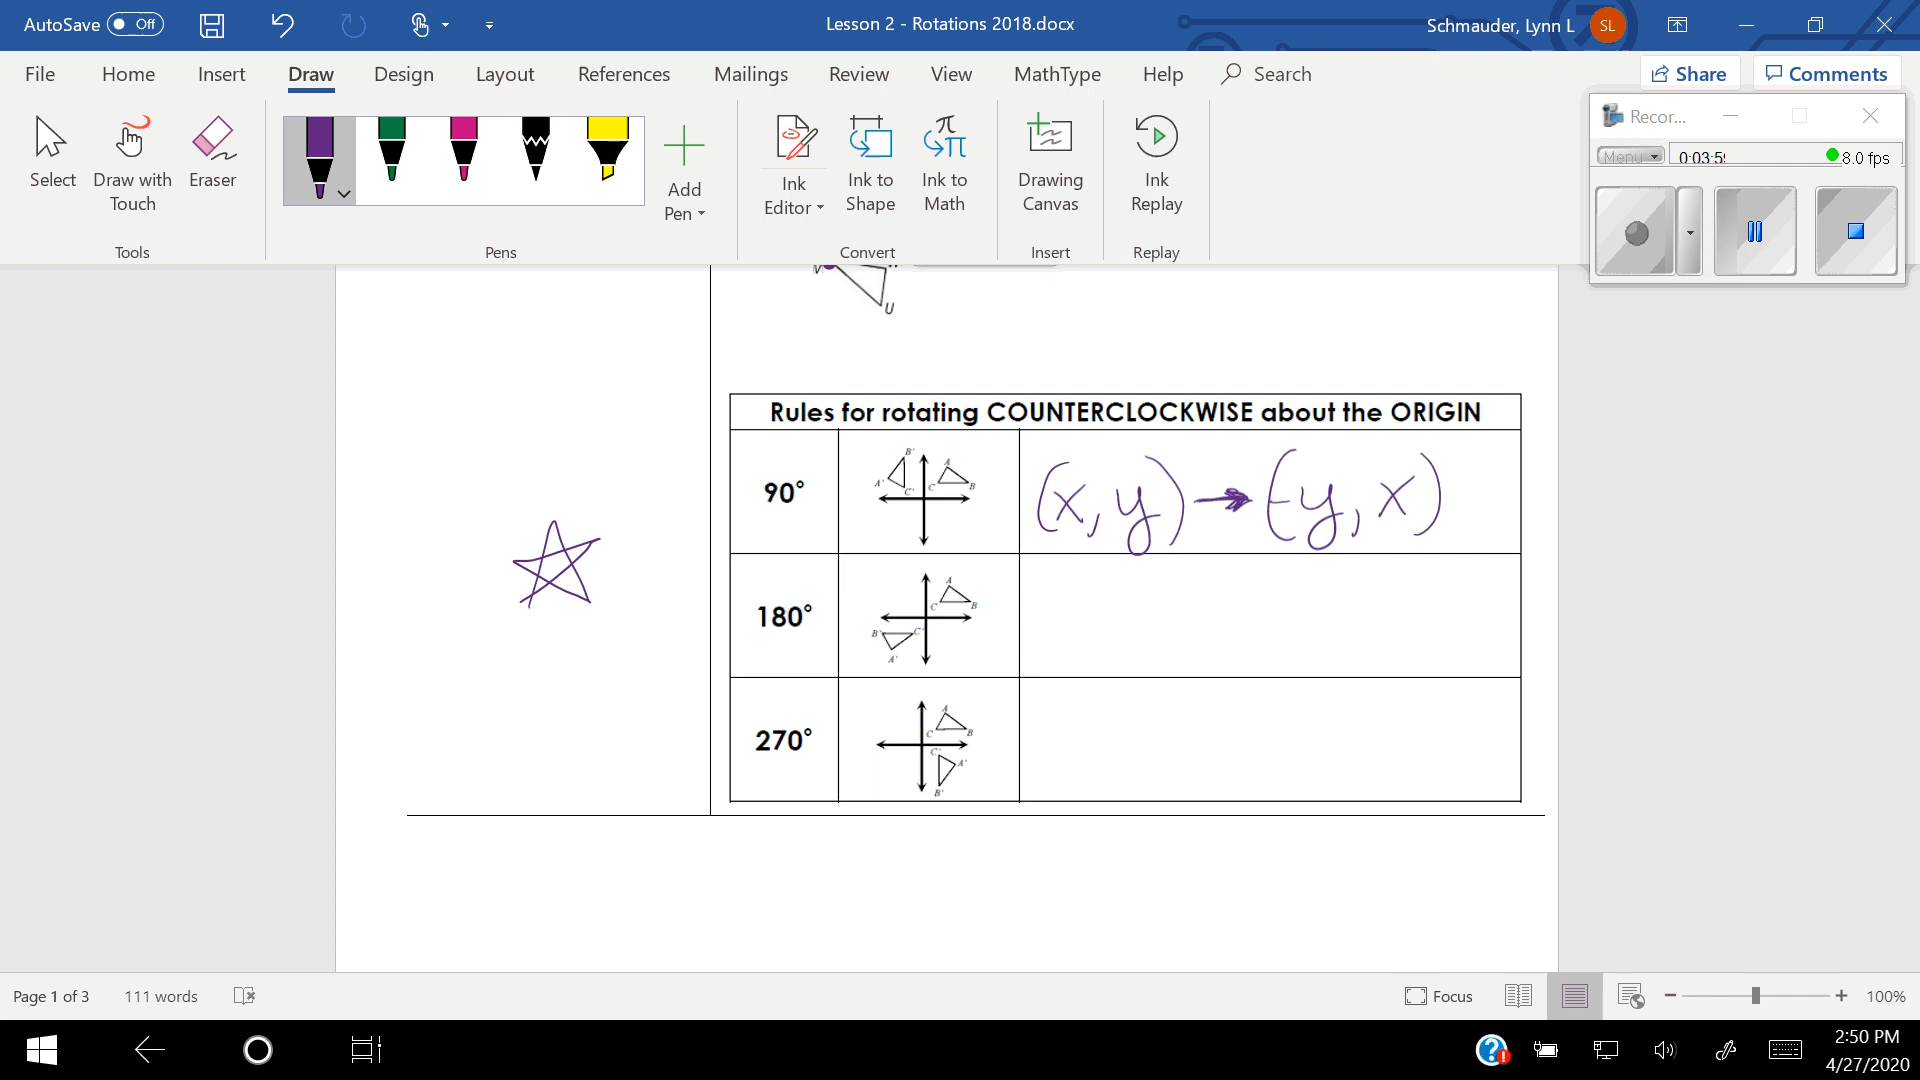 AutoSave Off
Lesson 2 - Rotations 2018.docx
Schmauder, Lynn L SL
File Home Insert Draw Design Layout References Mailings Review View MathType Help Search
Share Comments
Select
Draw with Touch
Eraser
Tools
Pens
Add Pen
Ink Editor
Ink to Shape
Ink to Math
Convert
Drawing Canvas
Insert
Ink Replay
Replay
Recor...
Menu
8.0 fps
U
Rules for rotating COUNTERCLOCKWISE about the ORIGIN
90°
B' A' C' A C B
(x, y) → (-y, x)
180°
A C B B' C' A'
270°
A C B C' A' B'
Page 1 of 3 111 words
Focus
100%
2:50 PM
4/27/2020